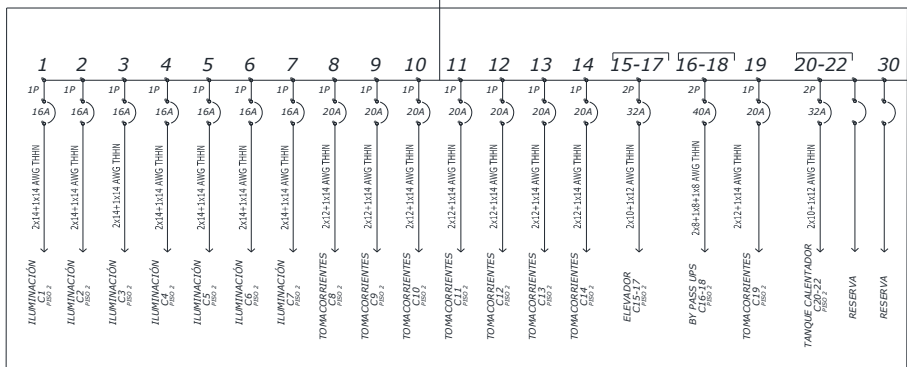 1 2 3 4 5 6 7 8 9 10 11 12 13 14 15-17 16-18 19 20-22 30
1P 1P 1P 1P 1P 1P 1P 1P 1P 1P 1P 1P 1P 1P 2P 2P 1P 2P
16A 16A 16A 16A 16A 16A 16A 20A 20A 20A 20A 20A 20A 20A 32A 40A 20A 32A
2x14+1x14 AWG THHN
2x14+1x14 AWG THHN
2x14+1x14 AWG THHN
2x14+1x14 AWG THHN
2x14+1x14 AWG THHN
2x14+1x14 AWG THHN
2x14+1x14 AWG THHN
2x12+1x14 AWG THHN
2x12+1x14 AWG THHN
2x12+1x14 AWG THHN
2x12+1x14 AWG THHN
2x12+1x14 AWG THHN
2x12+1x14 AWG THHN
2x12+1x14 AWG THHN
2x10+1x12 AWG THHN
2x8+1x8+1x8 AWG THHN
2x12+1x14 AWG THHN
2x10+1x12 AWG THHN
ILUMINACIÓN
C1
PISO 2
ILUMINACIÓN
C2
PISO 2
ILUMINACIÓN
C3
PISO 2
ILUMINACIÓN
C4
PISO 2
ILUMINACIÓN
C5
PISO 2
ILUMINACIÓN
C6
PISO 2
ILUMINACIÓN
C7
PISO 2
TOMACORRIENTES
C8
PISO 2
TOMACORRIENTES
C9
PISO 2
TOMACORRIENTES
C10
PISO 2
TOMACORRIENTES
C11
PISO 2
TOMACORRIENTES
C12
PISO 2
TOMACORRIENTES
C13
PISO 2
TOMACORRIENTES
C14
PISO 2
ELEVADOR
C15-17
PISO 2
BY PASS UPS
C16-18
PISO 2
TOMACORRIENTES
C19
PISO 2
TANQUE CALENTADOR
C20-22
PISO 2
RESERVA
RESERVA